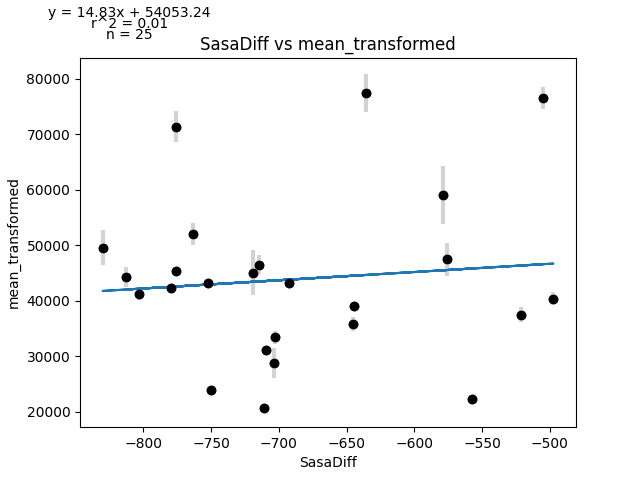 y = 14.83x + 54053.24
r^2 = 0.01
n = 25
SasaDiff vs mean_transformed
80000
70000
60000
50000
40000
30000
20000
mean_transformed
−800 −750 −700 −650 −600 −550 −500
SasaDiff